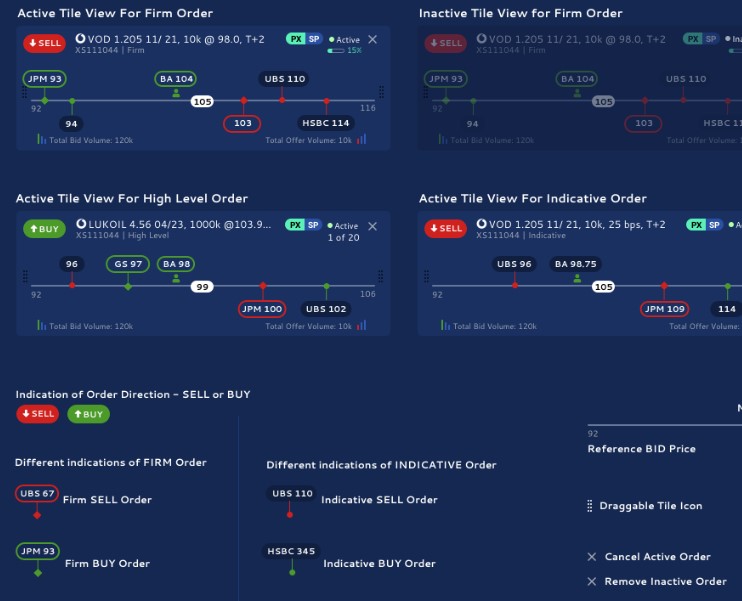 Active Tile View For Firm Order
SELL
VOD 1.205 11/ 21, 10k @ 98.0, T+2
PX SP
Active
XS111044 | Firm
15X
JPM 93
BA 104
UBS 110
105
92
116
94
103
HSBC 114
Total Bid Volume: 120k
Total Offer Volume: 10k
Inactive Tile View for Firm Order
SELL
VOD 1.205 11/ 21, 10k @ 98.0, T+2
PX SP
XS111044 | Firm
JPM 93
BA 104
UBS 110
105
92
94
103
Total Bid Volume: 120k
Active Tile View For High Level Order
BUY
LUKOIL 4.56 04/23, 1000k @103.9...
PX SP
Active
XS111044 | High Level
1 of 20
96
GS 97
BA 98
99
92
106
JPM 100
UBS 102
Total Bid Volume: 120k
Total Offer Volume: 10k
Active Tile View For Indicative Order
SELL
VOD 1.205 11/ 21, 10k, 25 bps, T+2
PX SP
XS111044 | Indicative
UBS 96
BA 98.75
105
92
JPM 109
114
Total Bid Volume: 120k
Total Offer Volume:
Indication of Order Direction - SELL or BUY
SELL
BUY
Different indications of FIRM Order
UBS 67
Firm SELL Order
JPM 93
Firm BUY Order
Different indications of INDICATIVE Order
UBS 110
Indicative SELL Order
HSBC 345
Indicative BUY Order
92
Reference BID Price
Draggable Tile Icon
Cancel Active Order
Remove Inactive Order